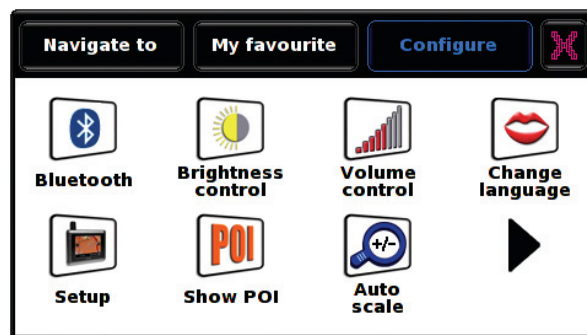 Navigate to
My favourite
Configure
Bluetooth
Brightness
control
Volume
control
Change
language
Setup
POI
Show POI
+/-
Auto
scale